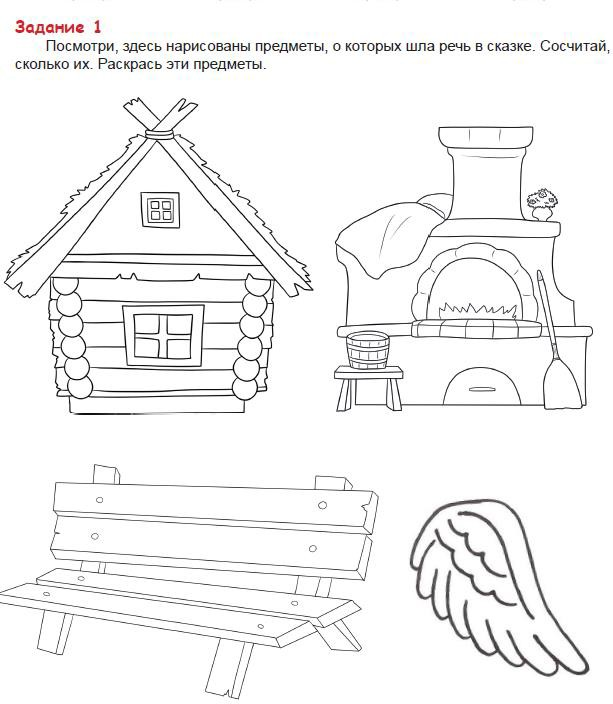 Задание 1
Посмотри, здесь нарисованы предметы, о которых шла речь в сказке. Сосчитай,
сколько их. Раскрась эти предметы.